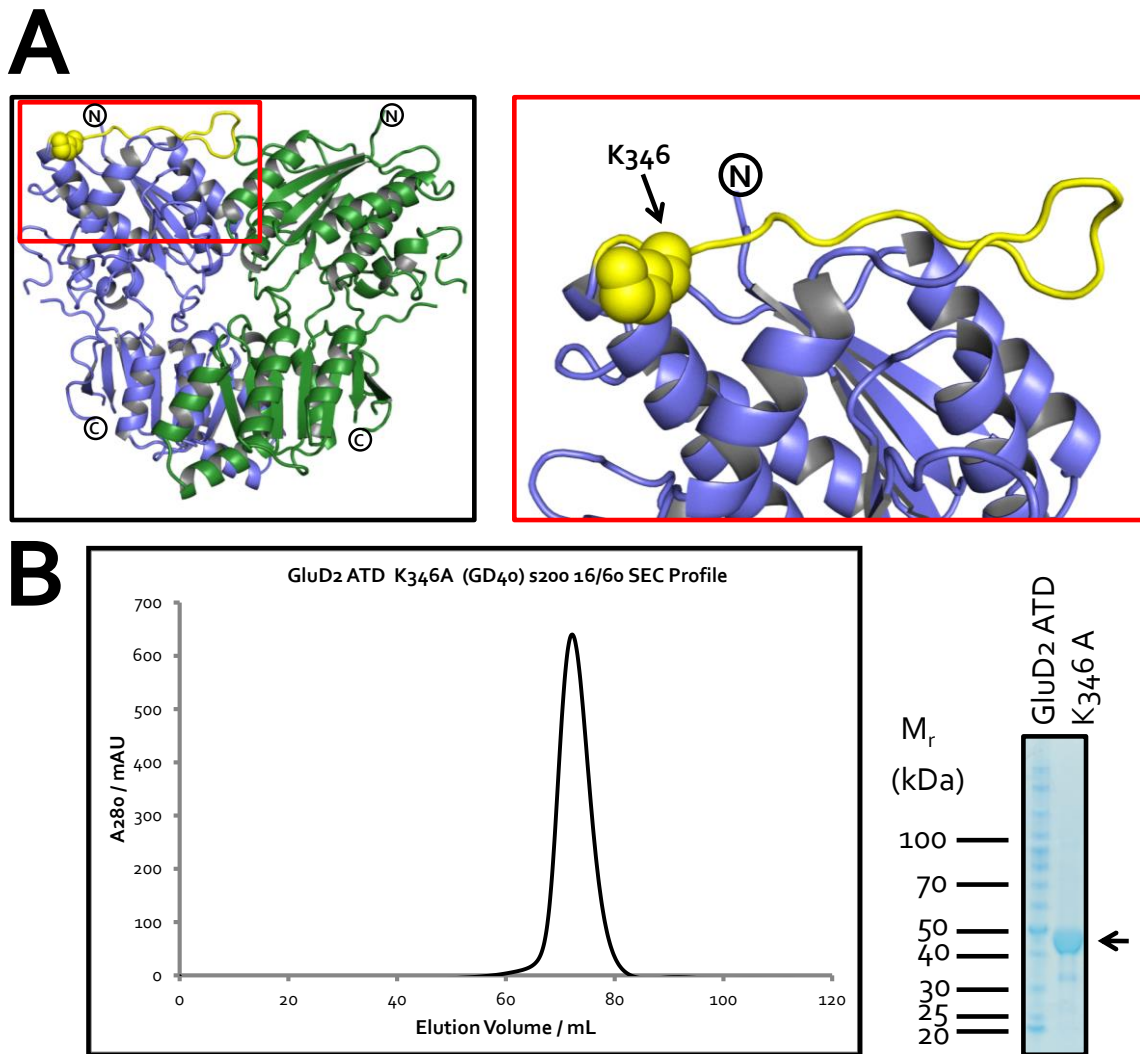 A
N
N
C
C
K346
N
B
GluD2 ATD K346A (GD40) s200 16/60 SEC Profile
A280 / mAU
700
600
500
400
300
200
100
0
0 20 40 60 80 100 120
Elution Volume / mL
GluD2 ATD
K346 A
Mr
(kDa)
100
70
50
40
30
25
20